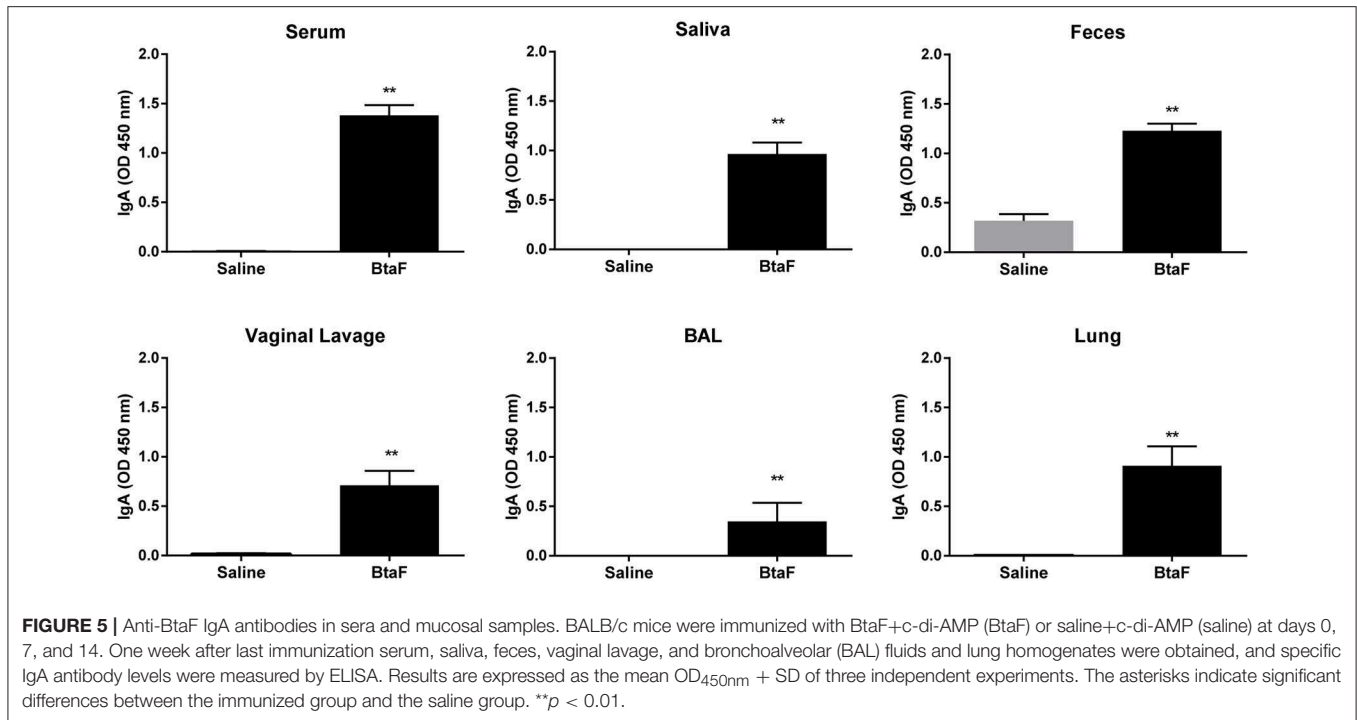 Serum
2.0
1.5
1.0
0.5
0.0
IgA (OD 450 nm)
**
Saline
BtaF
Saliva
2.0
1.5
1.0
0.5
0.0
IgA (OD 450 nm)
**
Saline
BtaF
Feces
2.0
1.5
1.0
0.5
0.0
IgA (OD 450 nm)
**
Saline
BtaF
Vaginal Lavage
2.0
1.5
1.0
0.5
0.0
IgA (OD 450 nm)
**
Saline
BtaF
BAL
2.0
1.5
1.0
0.5
0.0
IgA (OD 450 nm)
**
Saline
BtaF
Lung
2.0
1.5
1.0
0.5
0.0
IgA (OD 450 nm)
**
Saline
BtaF
FIGURE 5 | Anti-BtaF IgA antibodies in sera and mucosal samples. BALB/c mice were immunized with BtaF+c-di-AMP (BtaF) or saline+c-di-AMP (saline) at days 0,
7, and 14. One week after last immunization serum, saliva, feces, vaginal lavage, and bronchoalveolar (BAL) fluids and lung homogenates were obtained, and specific
IgA antibody levels were measured by ELISA. Results are expressed as the mean OD450nm + SD of three independent experiments. The asterisks indicate significant
differences between the immunized group and the saline group. **p < 0.01.